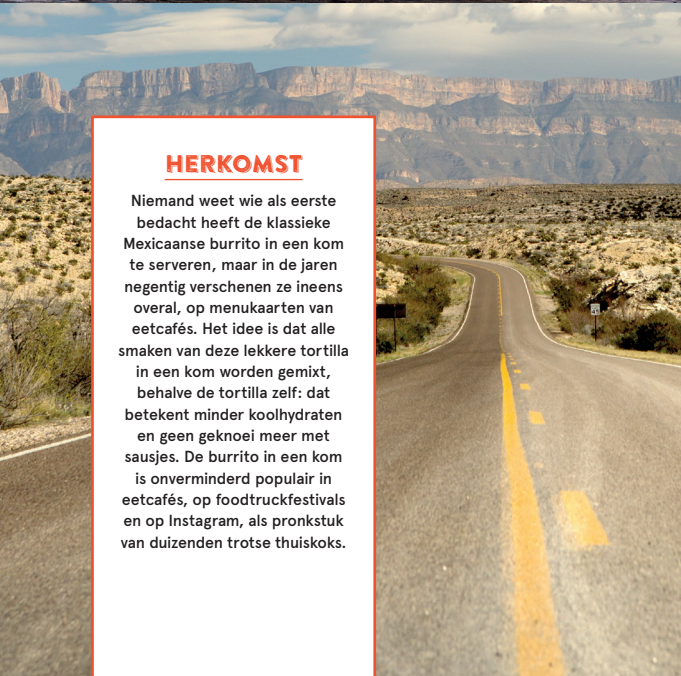 HERKOMST
Niemand weet wie als eerste
bedacht heeft de klassieke
Mexicaanse burrito in een kom
te serveren, maar in de jaren
negentig verschenen ze ineens
overal, op menukaarten van
eetcafés. Het idee is dat alle
smaken van deze lekkere tortilla
in een kom worden gemixt,
behalve de tortilla zelf: dat
betekent minder koolhydraten
en geen geknoei meer met
sausjes. De burrito in een kom
is onverminderd populair in
eetcafés, op foodtruckfestivals
en op Instagram, als pronkstuk
van duizenden trotse thuiskoks.